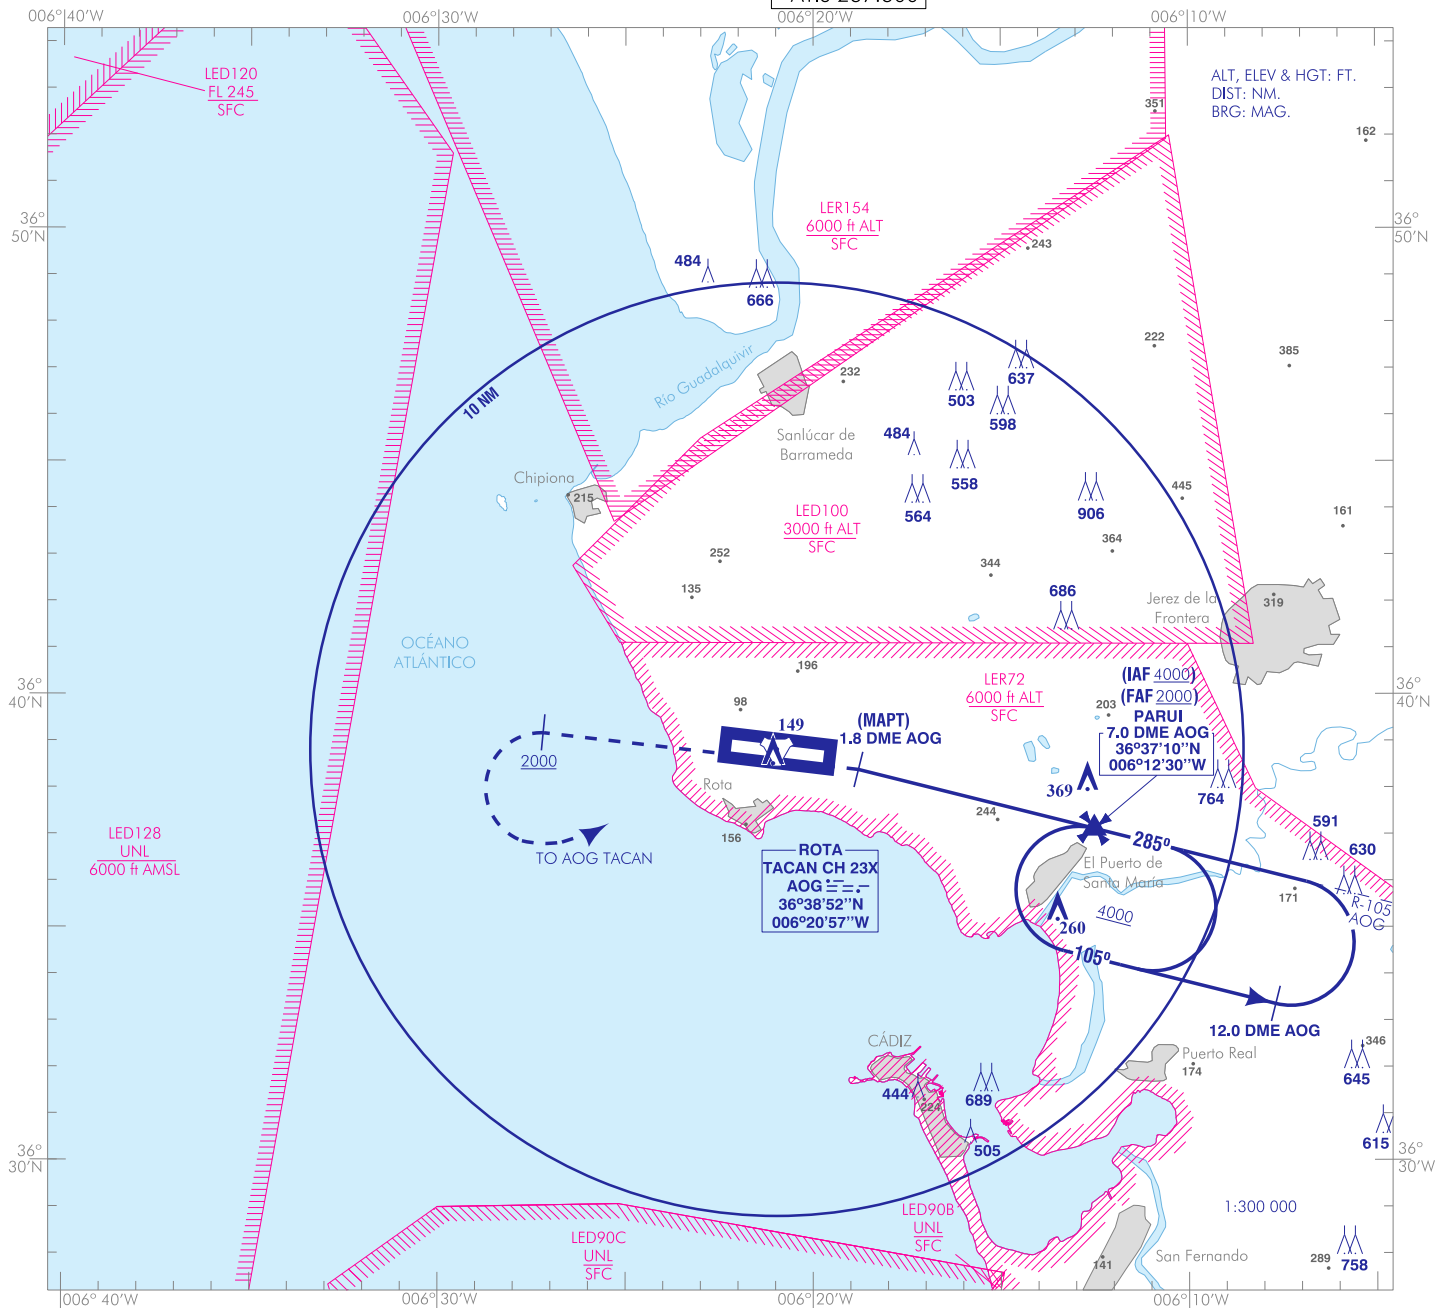 006°40'W
006°30'W
006°20'W
006°10'W
LED120
FL 245
SFC
ALT, ELEV & HGT: FT.
DIST: NM.
BRG: MAG.
351
162
36°
50'N
36°
50'N
LER154
6000 ft ALT
SFC
243
484
666
Río Guadalquivir
10 NM
232
222
385
637
503
598
Sanlúcar de
Barrameda
484
558
564
906
445
161
Chipiona
215
LED100
3000 ft ALT
SFC
252
135
344
364
686
Jerez de la
Frontera
319
OCÉANO
ATLÁNTICO
196
98
LER72
6000 ft ALT
SFC
203
(IAF 4000)
(FAF 2000)
PARUI
7.0 DME AOG
36°37'10''N
006°12'30''W
36°
40'N
36°
40'N
149
(MAPT)
1.8 DME AOG
2000
TO AOG TACAN
Rota
156
369
764
244
591
630
285°
LED128
UNL
6000 ft AMSL
ROTA
TACAN CH 23X
AOG
36°38'52''N
006°20'57''W
El Puerto de
Santa María
171
R-105
AOG
4000
260
105°
12.0 DME AOG
CÁDIZ
444
224
689
505
Puerto Real
174
346
645
615
36°
30'N
36°
30'W
1:300 000
LED90C
UNL
SFC
LED90B
UNL
SFC
San Fernando
141
289
758
006°40'W
006°30'W
006°20'W
006°10'W